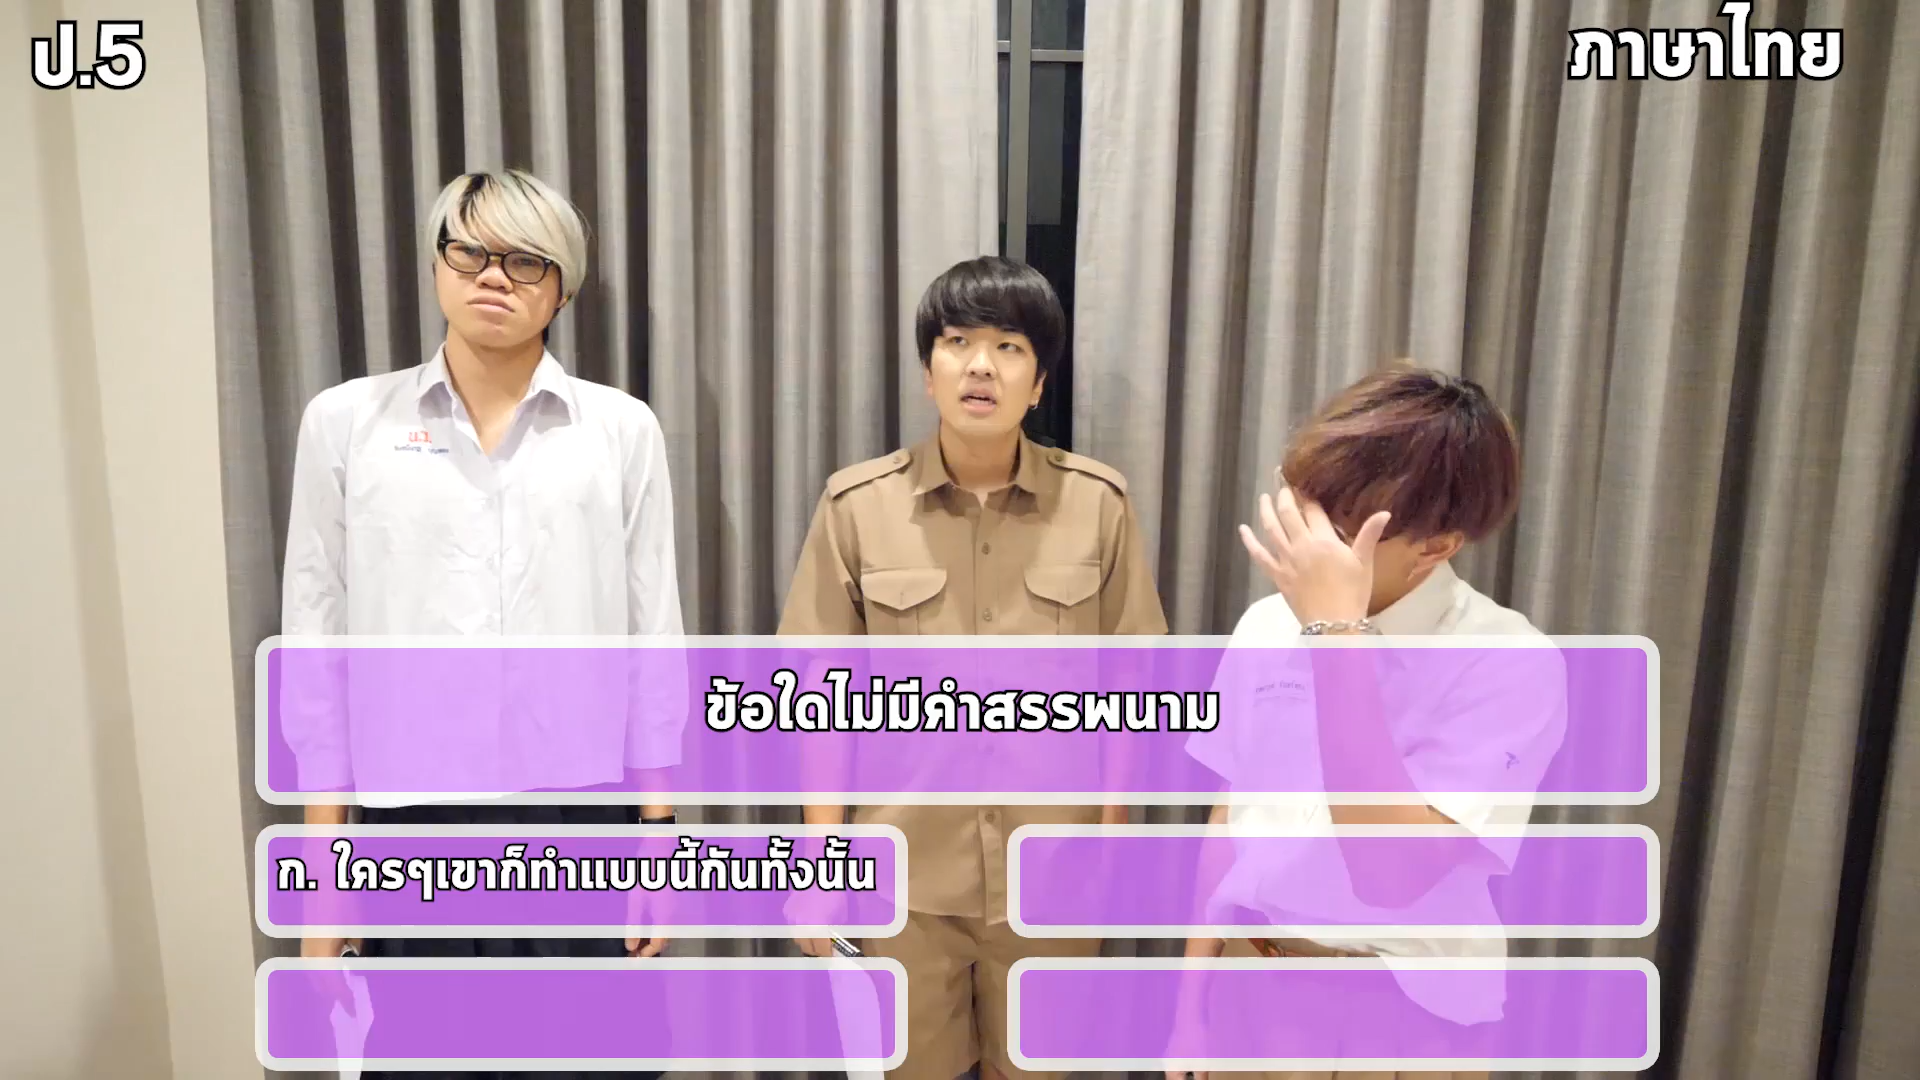 ป.5
ภาษาไทย
ข้อใดไม่มีคำสรรพนาม
ก. ใครๆเขาก็ทำแบบนี้กันทั้งนั้น
น.ว.